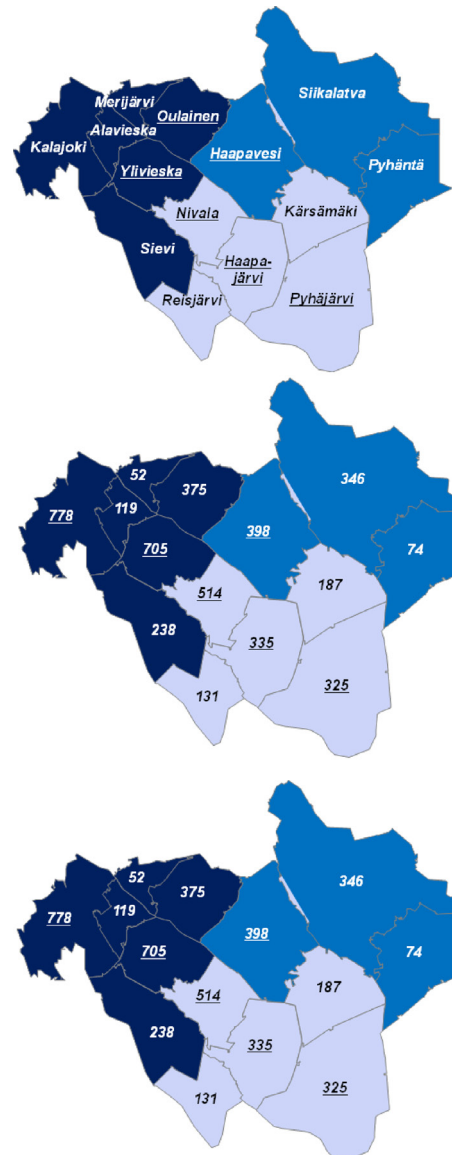 Siikalatva
Merijärvi
Oulainen
Alavieska
Kalajoki
Haapavesi
Pyhäntä
Ylivieska
Nivala
Kärsämäki
Sievi
Haapa-
järvi
Reisjärvi
Pyhäjärvi
52
346
375
778
119
398
74
705
514
187
238
335
325
131
52
346
375
778
119
398
74
705
514
187
238
335
325
131